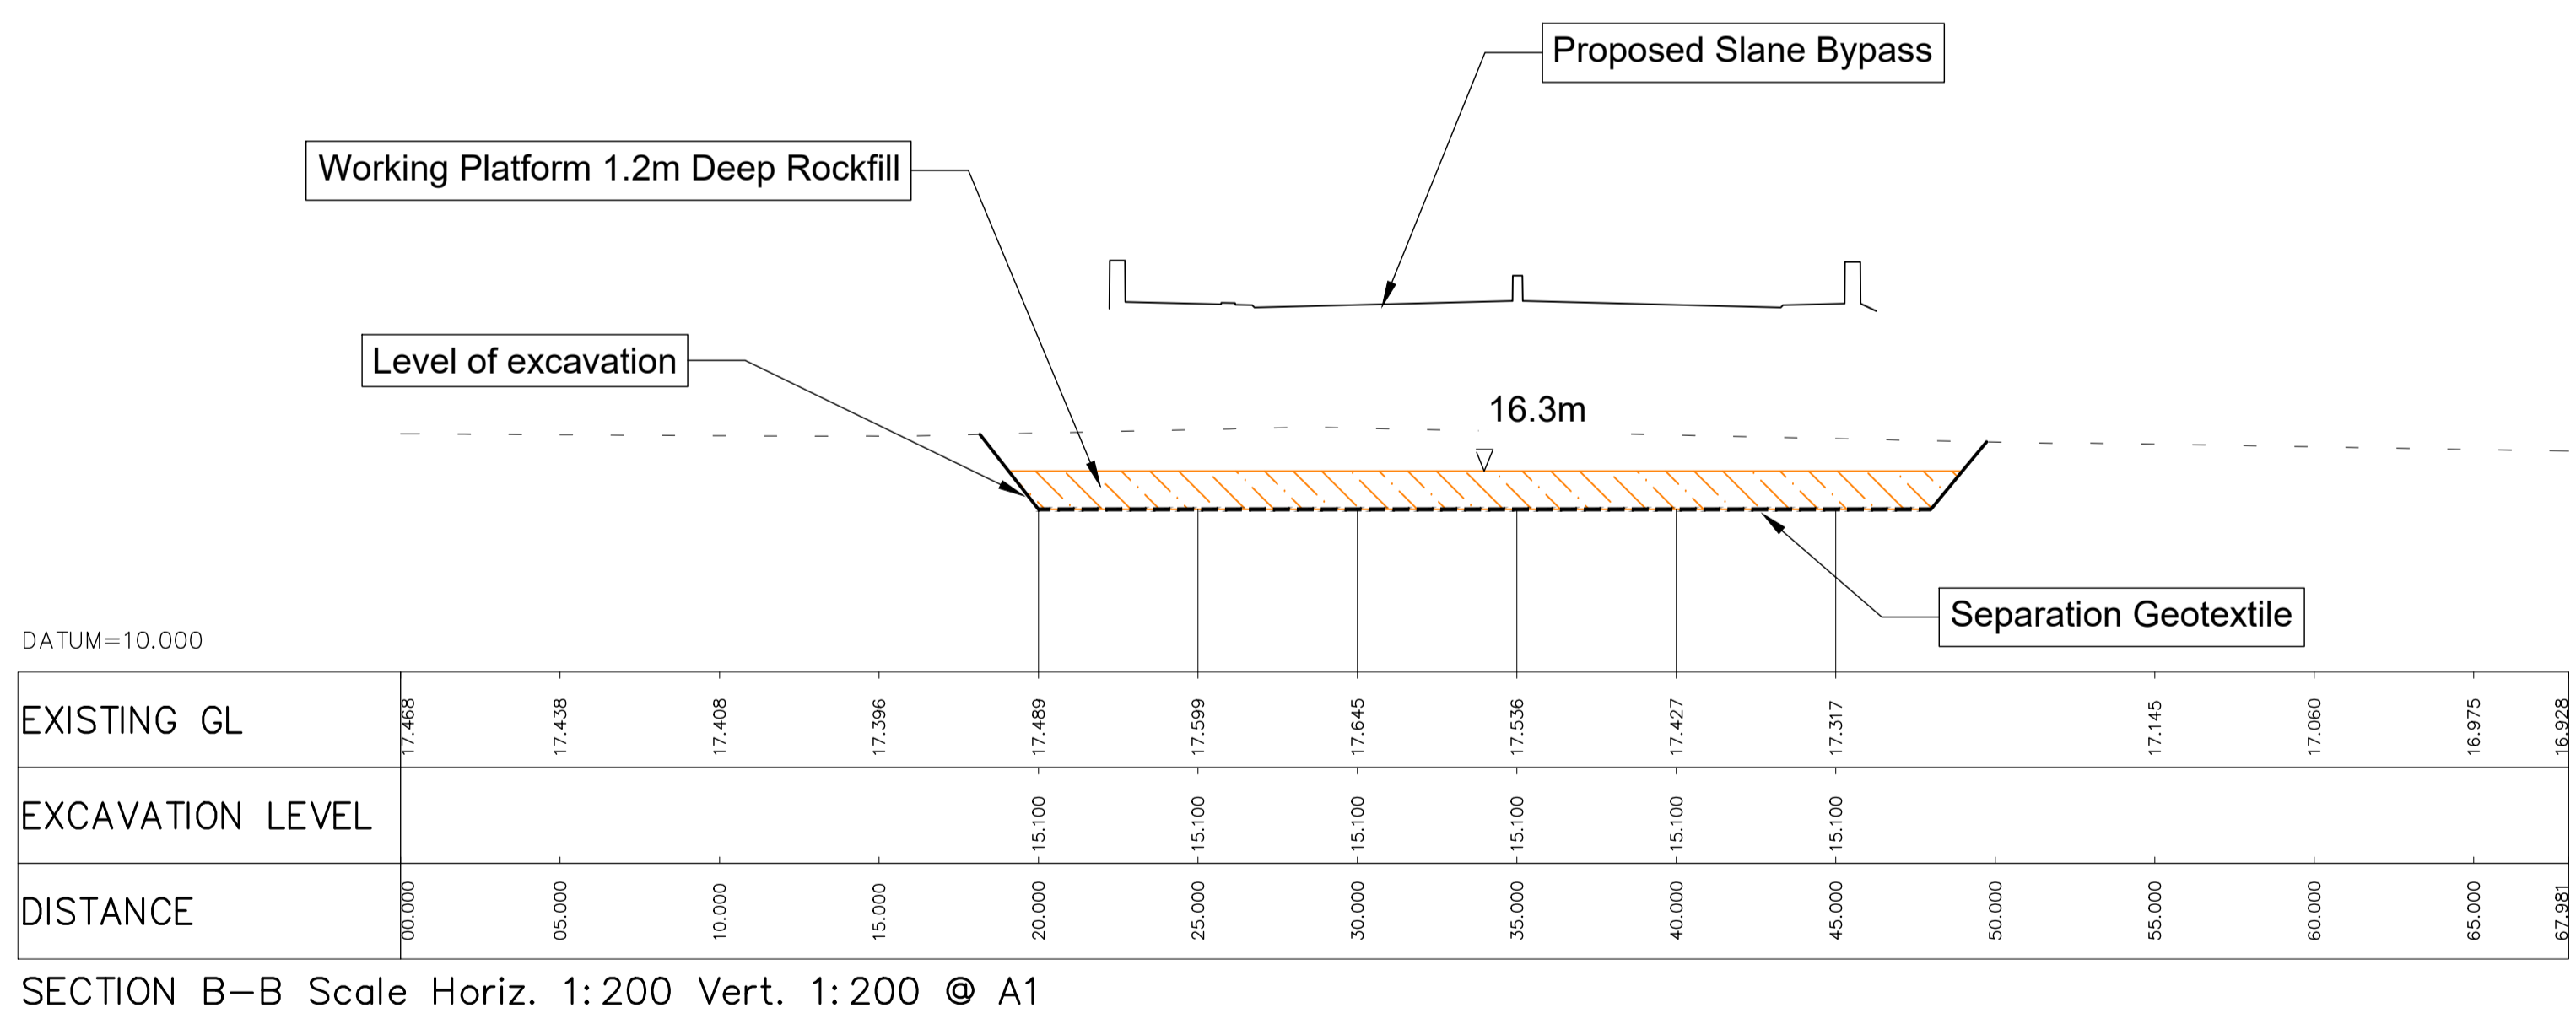 Proposed Slane Bypass
Working Platform 1.2m Deep Rockfill
Level of excavation
16.3m
Separation Geotextile
DATUM=10.000
EXISTING GL 17.468 17.438 17.408 17.396 17.489 17.599 17.645 17.536 17.427 17.317 17.145 17.060 16.975 16.928
EXCAVATION LEVEL 15.100 15.100 15.100 15.100 15.100 15.100
DISTANCE 00.000 05.000 10.000 15.000 20.000 25.000 30.000 35.000 40.000 45.000 50.000 55.000 60.000 65.000 67.981
SECTION B-B Scale Horiz. 1:200 Vert. 1:200 @ A1